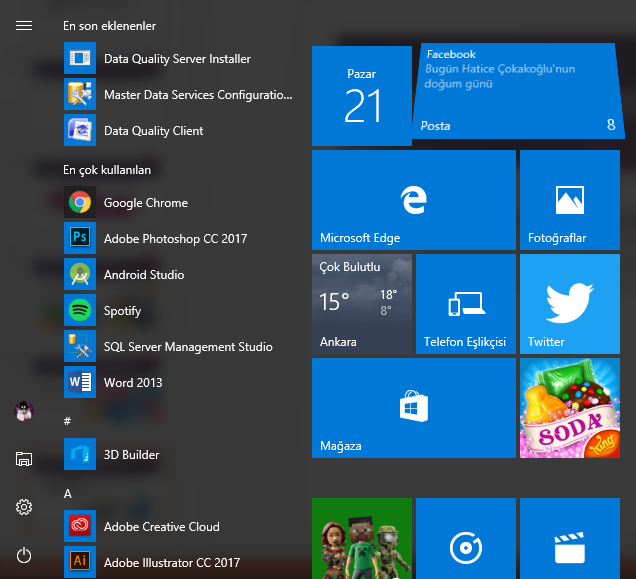 En son eklenenler
Data Quality Server Installer
Master Data Services Configuratio...
Data Quality Client
En çok kullanılan
Google Chrome
Ps
Adobe Photoshop CC 2017
Android Studio
Spotify
SQL Server Management Studio
W
Word 2013
#
3D Builder
A
Adobe Creative Cloud
Ai
Adobe Illustrator CC 2017
Pazar
21
Facebook
Bugün Hatice Çokakoğlu'nun
doğum günü
Posta
8
Microsoft Edge
Fotoğraflar
Çok Bulutlu
15°
18°
8°
Ankara
Telefon Eşlikçisi
Twitter
Mağaza
SODA
King